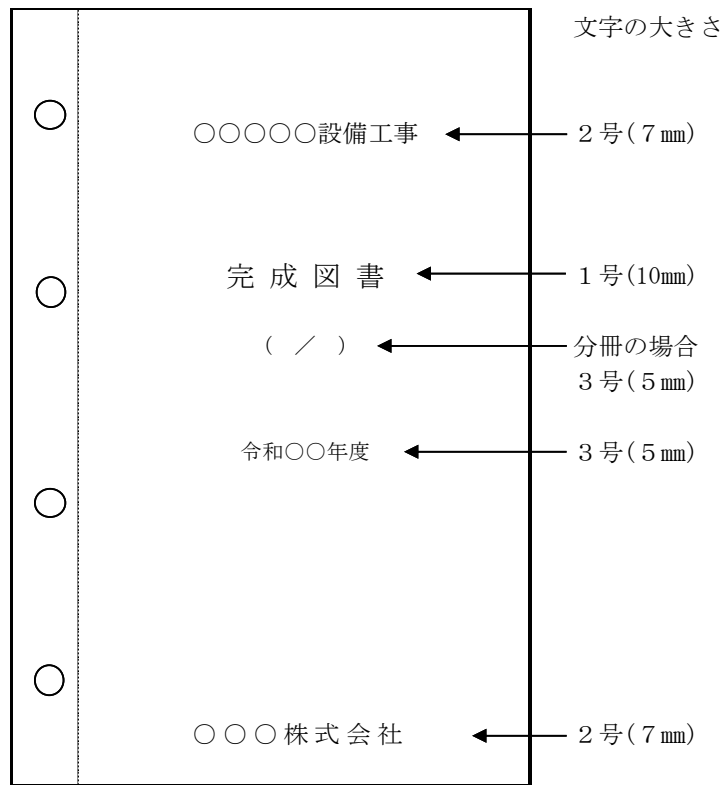 文字の大きさ
○○○○○設備工事
2号(7㎜)
完成図書
1号(10㎜)
( ／ )
分冊の場合
3号(5㎜)
令和○○年度
3号(5㎜)
○○○株式会社
2号(7㎜)